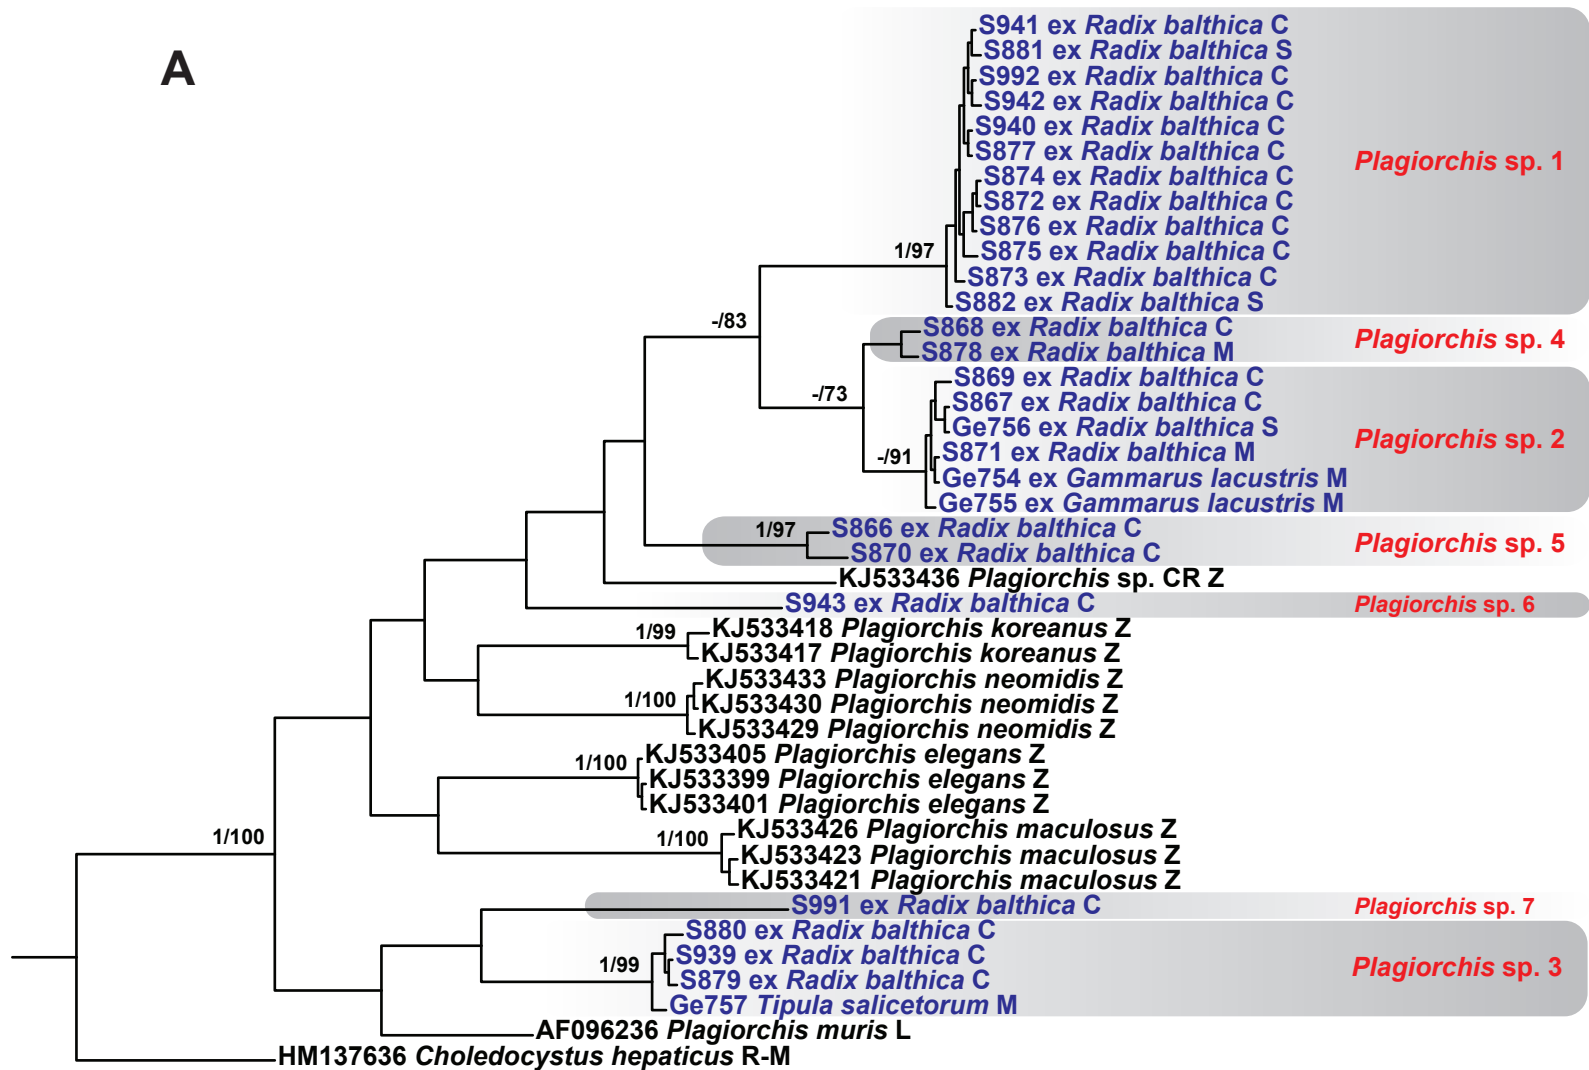 A
S941 ex Radix balthica C
S881 ex Radix balthica S
S992 ex Radix balthica C
S942 ex Radix balthica C
S940 ex Radix balthica C
S877 ex Radix balthica C
Plagiorchis sp. 1
S874 ex Radix balthica C
S872 ex Radix balthica C
S876 ex Radix balthica C
S875 ex Radix balthica C
1/97
S873 ex Radix balthica C
S882 ex Radix balthica S
-/83
S868 ex Radix balthica C
Plagiorchis sp. 4
S878 ex Radix balthica M
S869 ex Radix balthica C
-/73
S867 ex Radix balthica C
Ge756 ex Radix balthica S
Plagiorchis sp. 2
S871 ex Radix balthica M
-/91
Ge754 ex Gammarus lacustris M
Ge755 ex Gammarus lacustris M
1/97
S866 ex Radix balthica C
Plagiorchis sp. 5
S870 ex Radix balthica C
KJ533436 Plagiorchis sp. CR Z
S943 ex Radix balthica C
Plagiorchis sp. 6
1/99
KJ533418 Plagiorchis koreanus Z
KJ533417 Plagiorchis koreanus Z
KJ533433 Plagiorchis neomidis Z
1/100
KJ533430 Plagiorchis neomidis Z
KJ533429 Plagiorchis neomidis Z
KJ533405 Plagiorchis elegans Z
1/100
KJ533399 Plagiorchis elegans Z
KJ533401 Plagiorchis elegans Z
KJ533426 Plagiorchis maculosus Z
1/100
1/100
KJ533423 Plagiorchis maculosus Z
KJ533421 Plagiorchis maculosus Z
S991 ex Radix balthica C
Plagiorchis sp. 7
S880 ex Radix balthica C
S939 ex Radix balthica C
1/99
Plagiorchis sp. 3
S879 ex Radix balthica C
Ge757 Tipula salicetorum M
AF096236 Plagiorchis muris L
HM137636 Choledocystus hepaticus R-M